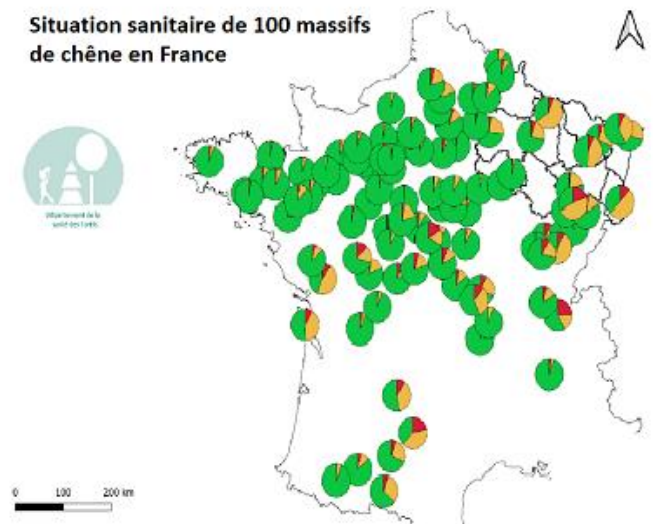 Situation sanitaire de 100 massifs
de chêne en France
Département de la
santé des forêts
0 100 200 km